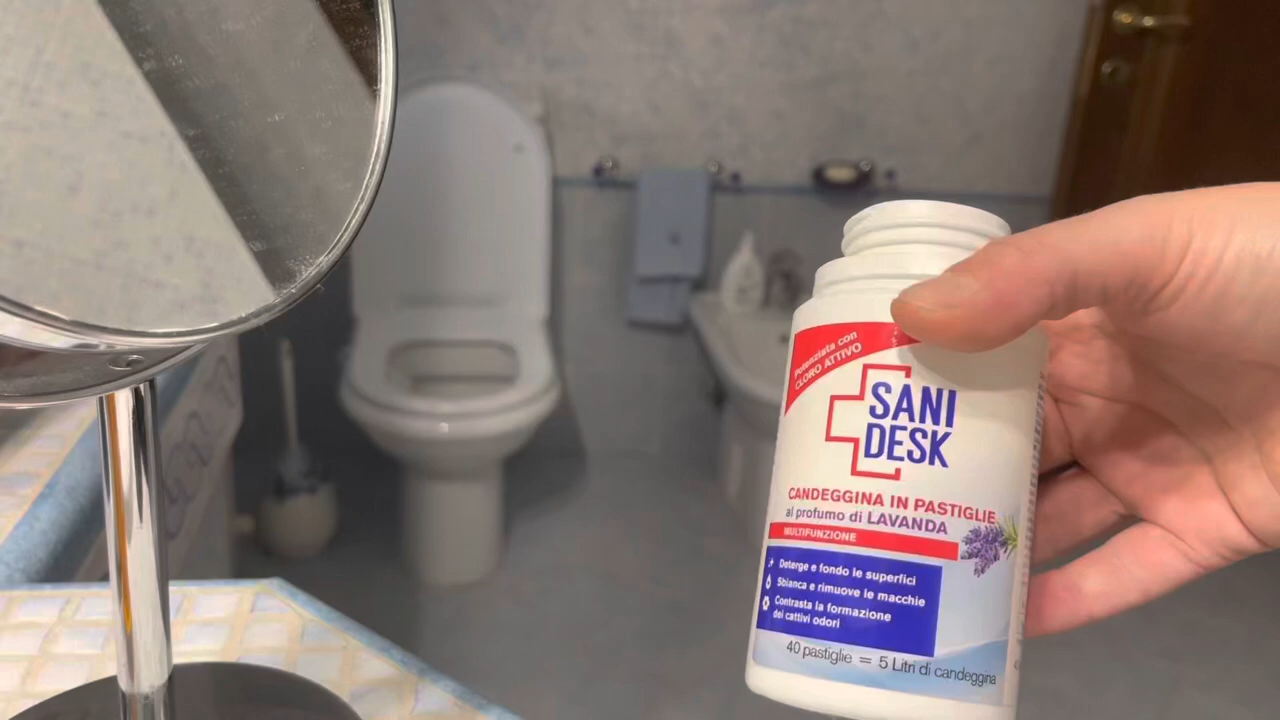 Potenziata con
CLORO ATTIVO
SANI
DESK
CANDEGGINA IN PASTIGLIE
al profumo di LAVANDA
MULTIFUNZIONE
Deterge e fondo le superfici
Sbianca e rimuove le macchie
Contrasta la formazione
dei cattivi odori
40 pastiglie = 5 Litri di candeggina